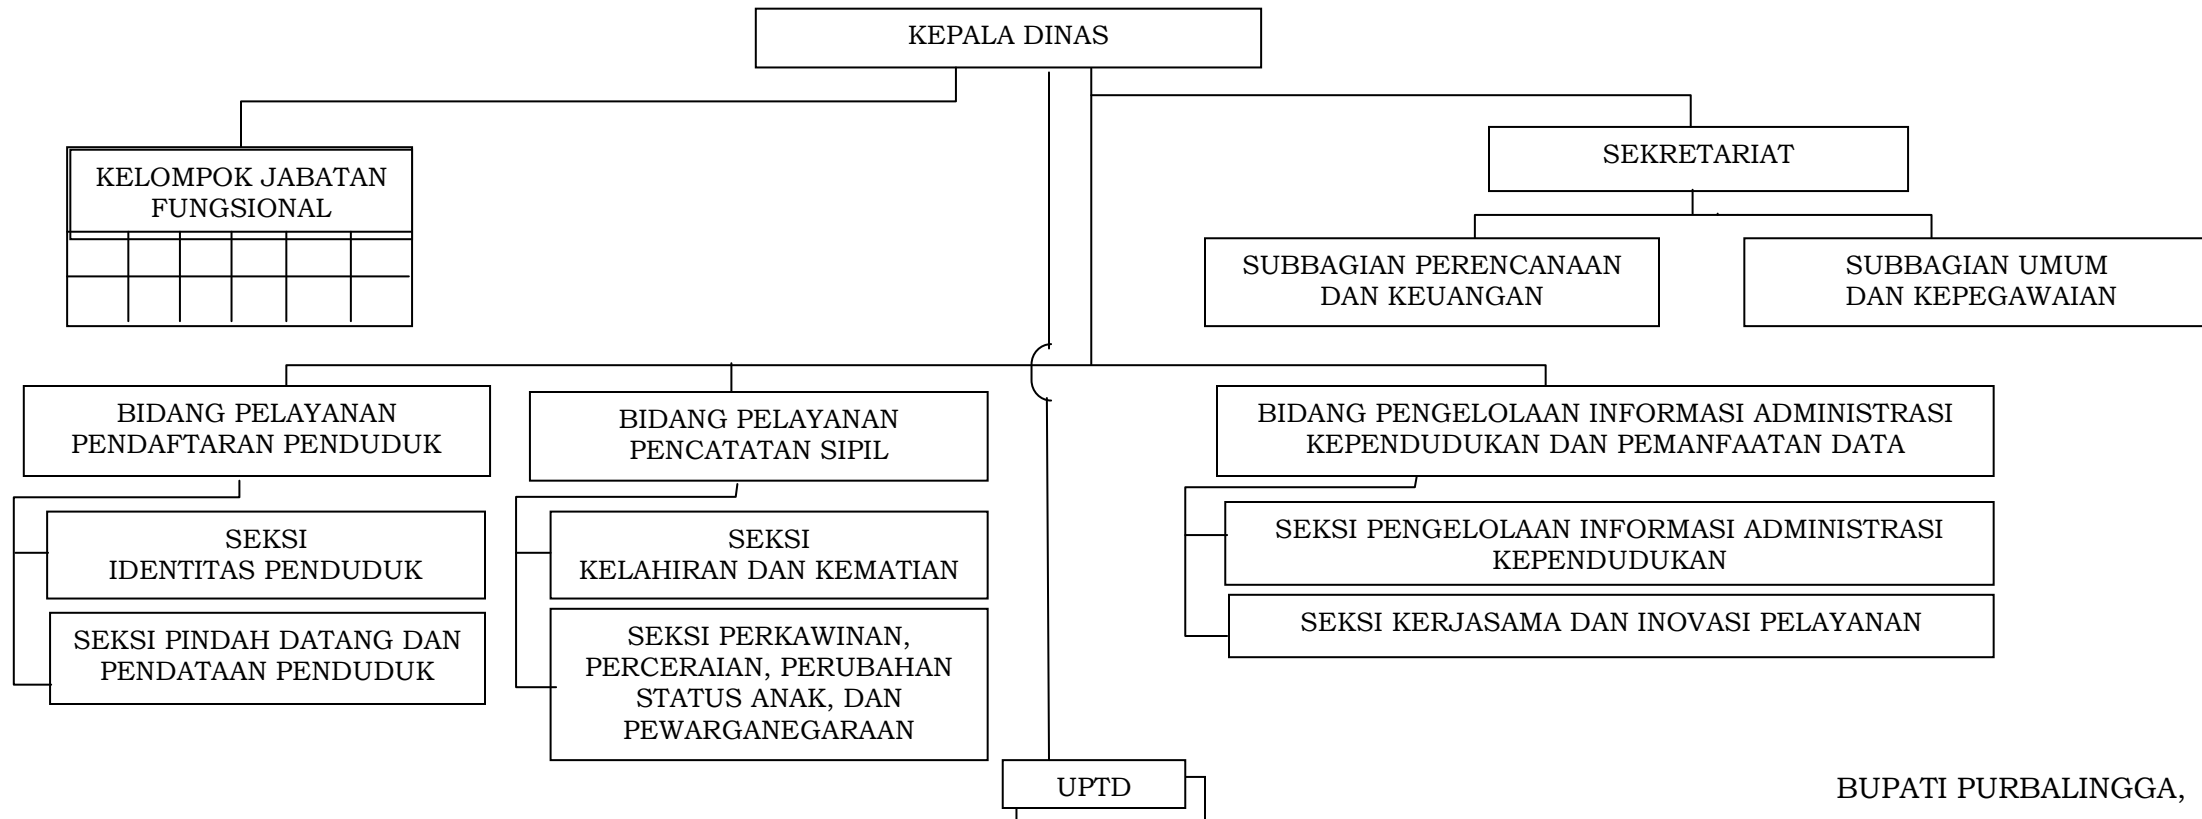 KEPALA DINAS
KELOMPOK JABATAN
FUNGSIONAL
SEKRETARIAT
SUBBAGIAN PERENCANAAN
DAN KEUANGAN
SUBBAGIAN UMUM
DAN KEPEGAWAIAN
BIDANG PELAYANAN
PENDAFTARAN PENDUDUK
BIDANG PELAYANAN
PENCATATAN SIPIL
BIDANG PENGELOLAAN INFORMASI ADMINISTRASI
KEPENDUDUKAN DAN PEMANFAATAN DATA
SEKSI
IDENTITAS PENDUDUK
SEKSI PINDAH DATANG DAN
PENDATAAN PENDUDUK
SEKSI
KELAHIRAN DAN KEMATIAN
SEKSI PERKAWINAN,
PERCERAIAN, PERUBAHAN
STATUS ANAK, DAN
PEWARGANEGARAAN
SEKSI PENGELOLAAN INFORMASI ADMINISTRASI
KEPENDUDUKAN
SEKSI KERJASAMA DAN INOVASI PELAYANAN
UPTD
BUPATI PURBALINGGA,